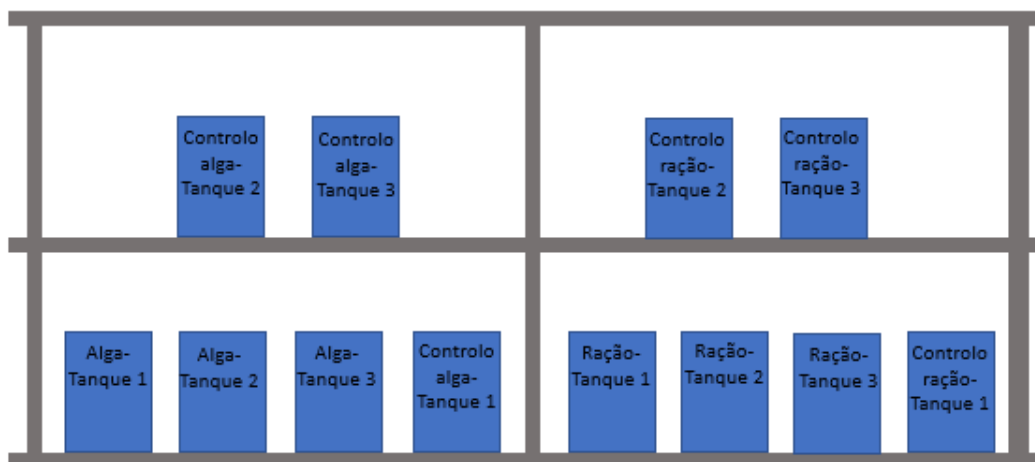 Controlo
alga-
Tanque 2
Controlo
alga-
Tanque 3
Controlo
ração-
Tanque 2
Controlo
ração-
Tanque 3
Alga-
Tanque 1
Alga-
Tanque 2
Alga-
Tanque 3
Controlo
alga-
Tanque 1
Ração-
Tanque 1
Ração-
Tanque 2
Ração-
Tanque 3
Controlo
ração-
Tanque 1